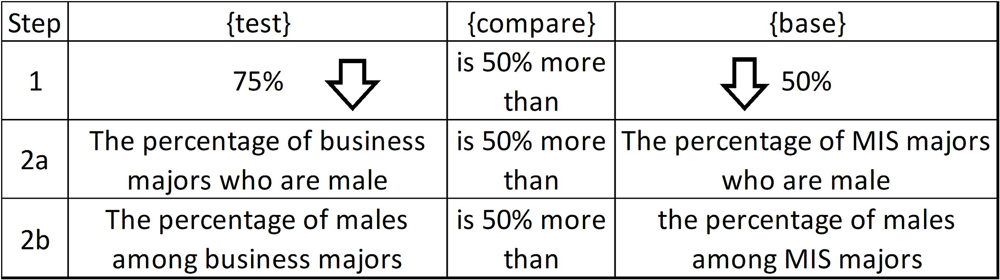 Step {test} {compare} {base}
1 75% is 50% more than 50%
2a The percentage of business majors who are male is 50% more than The percentage of MIS majors who are male
2b The percentage of males among business majors is 50% more than the percentage of males among MIS majors